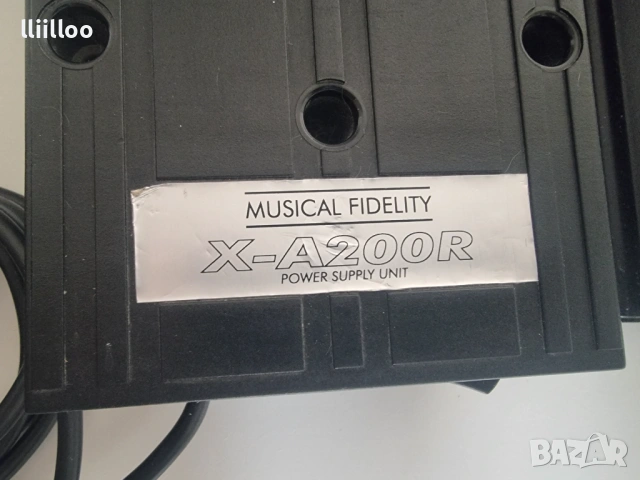 lliilloo
MUSICAL FIDELITY
X-A200R
POWER SUPPLY UNIT
BAZAR